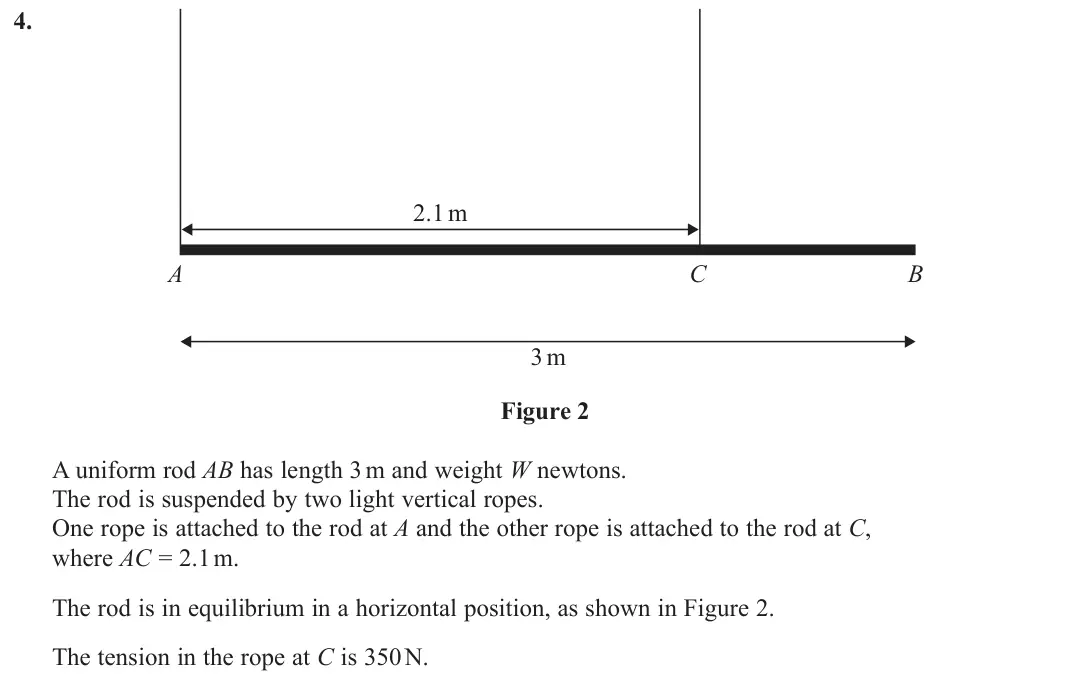 4.
2.1 m
A
C
B
3 m
Figure 2
A uniform rod AB has length 3 m and weight W newtons.
The rod is suspended by two light vertical ropes.
One rope is attached to the rod at A and the other rope is attached to the rod at C,
where AC = 2.1 m.
The rod is in equilibrium in a horizontal position, as shown in Figure 2.
The tension in the rope at C is 350 N.